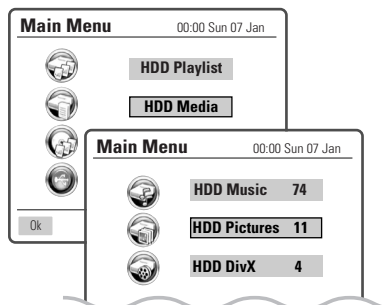 Main Menu 00:00 Sun 07 Jan
HDD Playlist
HDD Media
Ok
Main Menu 00:00 Sun 07 Jan
HDD Music 74
HDD Pictures 11
HDD DivX 4